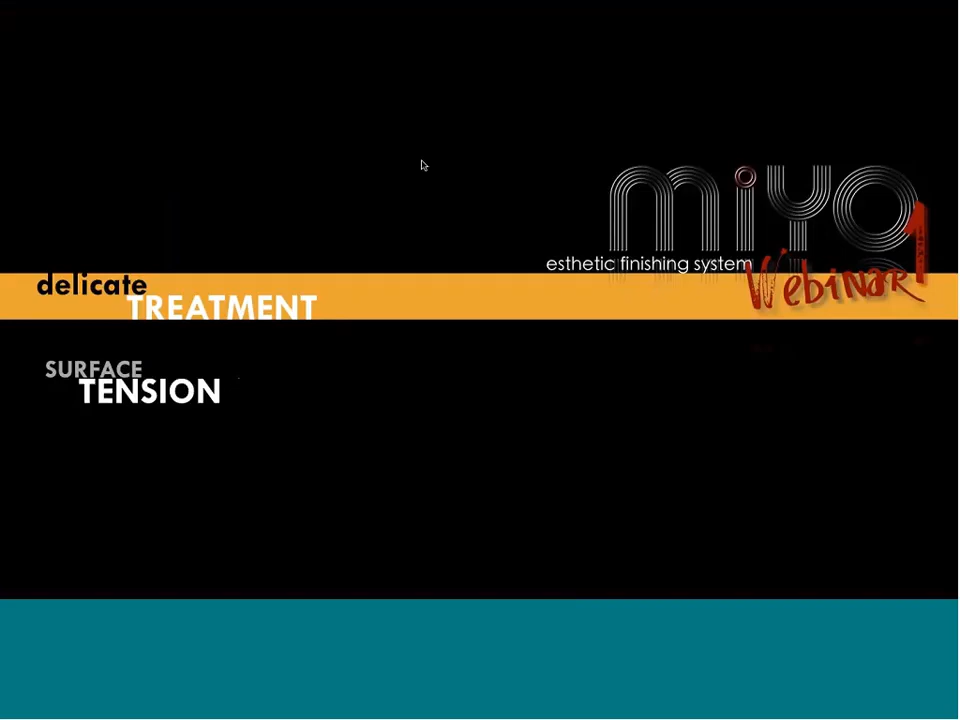 miyo
esthetic finishing system
Webinar 1
delicate
TREATMENT
SURFACE
TENSION